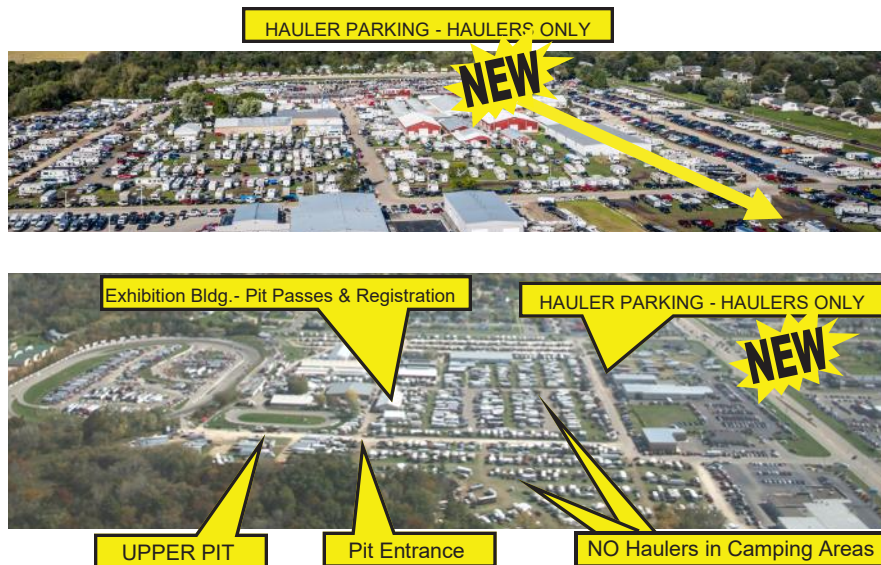 HAULER PARKING - HAULERS ONLY
NEW
Exhibition Bldg.- Pit Passes & Registration
HAULER PARKING - HAULERS ONLY
NEW
UPPER PIT
Pit Entrance
NO Haulers in Camping Areas